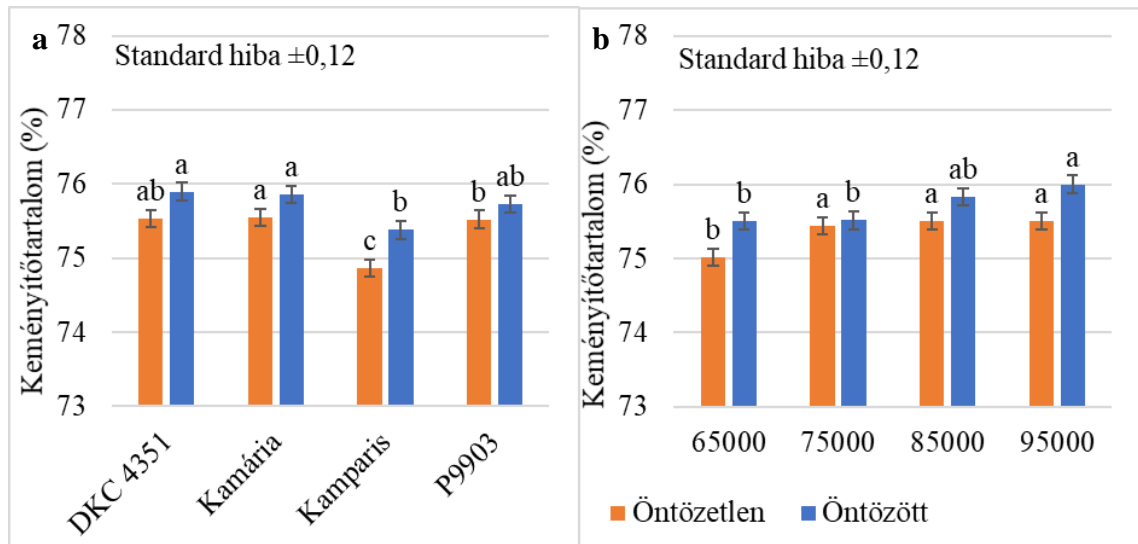 a
Standard hiba ±0,12
Keményítőtartalom (%)
78
77
76
75
74
73
ab
a
a
a
c
b
b
ab
DKC 4351
Kamária
Kamparis
P9903
b
Standard hiba ±0,12
Keményítőtartalom (%)
78
77
76
75
74
73
b
b
a
b
a
ab
a
a
65000
75000
85000
95000
Öntözetlen
Öntözött